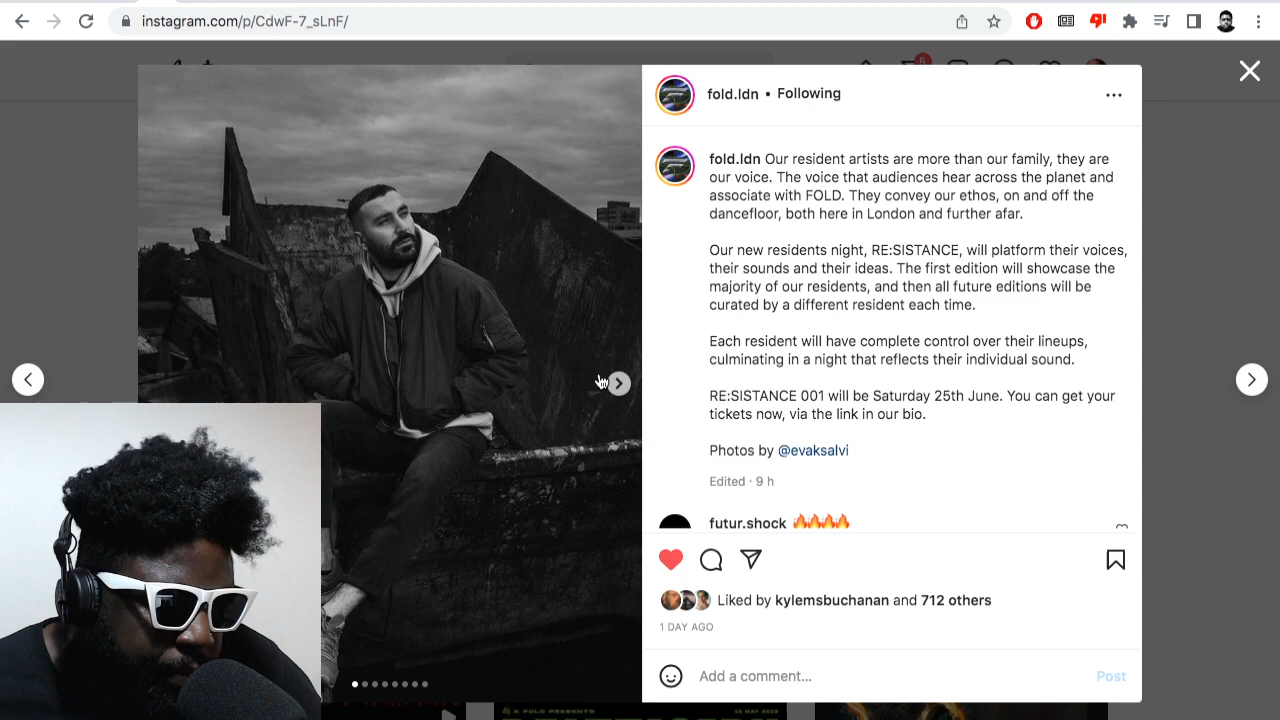 instagram.com/p/CdwF-7_sLnF/
5
fold.ldn • Following
fold.ldn Our resident artists are more than our family, they are
our voice. The voice that audiences hear across the planet and
associate with FOLD. They convey our ethos, on and off the
dancefloor, both here in London and further afar.
Our new residents night, RE:SISTANCE, will platform their voices,
their sounds and their ideas. The first edition will showcase the
majority of our residents, and then all future editions will be
curated by a different resident each time.
Each resident will have complete control over their lineups,
culminating in a night that reflects their individual sound.
RE:SISTANCE 001 will be Saturday 25th June. You can get your
tickets now, via the link in our bio.
Photos by @evaksalvi
Edited · 9 h
futur.shock 🔥🔥🔥🔥
Liked by kylemsbuchanan and 712 others
1 DAY AGO
Add a comment...
Post
X FOLD PRESENTS